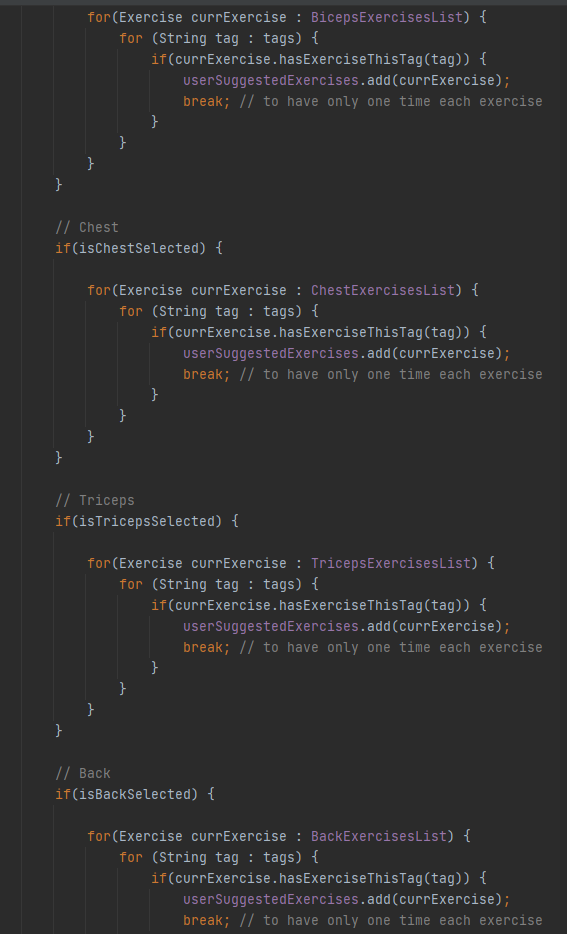 for(Exercise currExercise : BicepsExercisesList) {
for (String tag : tags) {
if(currExercise.hasExerciseThisTag(tag)) {
userSuggestedExercises.add(currExercise);
break; // to have only one time each exercise
}
}
}
}
// Chest
if(isChestSelected) {
for(Exercise currExercise : ChestExercisesList) {
for (String tag : tags) {
if(currExercise.hasExerciseThisTag(tag)) {
userSuggestedExercises.add(currExercise);
break; // to have only one time each exercise
}
}
}
}
// Triceps
if(isTricepsSelected) {
for(Exercise currExercise : TricepsExercisesList) {
for (String tag : tags) {
if(currExercise.hasExerciseThisTag(tag)) {
userSuggestedExercises.add(currExercise);
break; // to have only one time each exercise
}
}
}
}
// Back
if(isBackSelected) {
for(Exercise currExercise : BackExercisesList) {
for (String tag : tags) {
if(currExercise.hasExerciseThisTag(tag)) {
userSuggestedExercises.add(currExercise);
break; // to have only one time each exercise